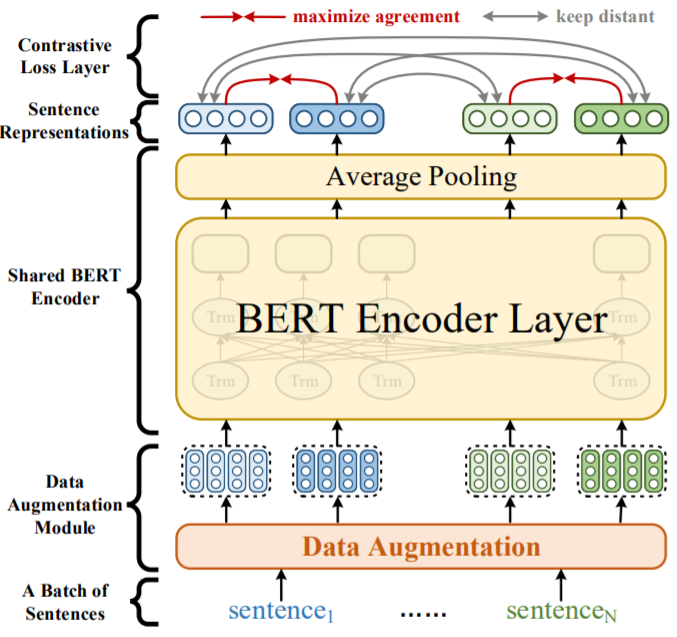 maximize agreement keep distant
Contrastive
Loss Layer
Sentence
Representations
Average Pooling
Shared BERT
Encoder
BERT Encoder Layer
Trm Trm Trm Trm
Trm Trm Trm Trm
Data
Augmentation
Module
Data Augmentation
A Batch of
Sentences
sentence1 ...... sentenceN